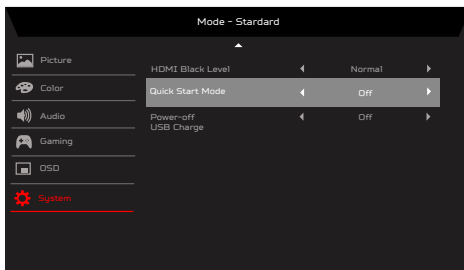 Mode - Stardard
Picture
Color
Audio
Gaming
OSD
System
HDMI Black Level Normal
Quick Start Mode Off
Power-off Off
USB Charge